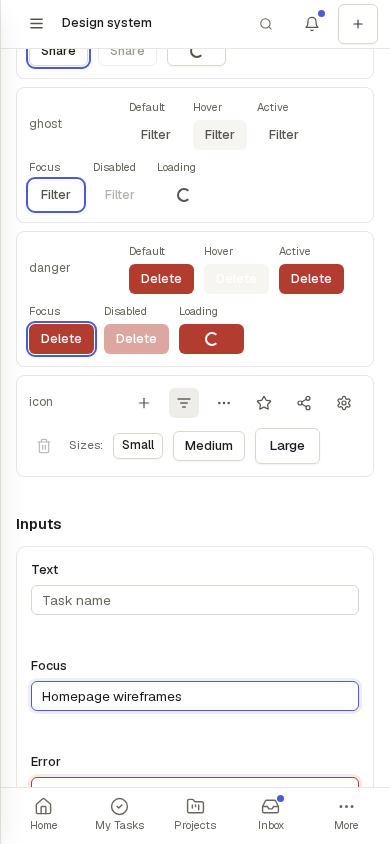 Design system
Share Share
ghost
Default Hover Active
Filter Filter Filter
Focus Disabled Loading
Filter Filter
danger
Default Hover Active
Delete Delete Delete
Focus Disabled Loading
Delete Delete
icon
Sizes: Small Medium Large
Inputs
Text
Task name
Focus
Homepage wireframes
Error
Home My Tasks Projects Inbox More